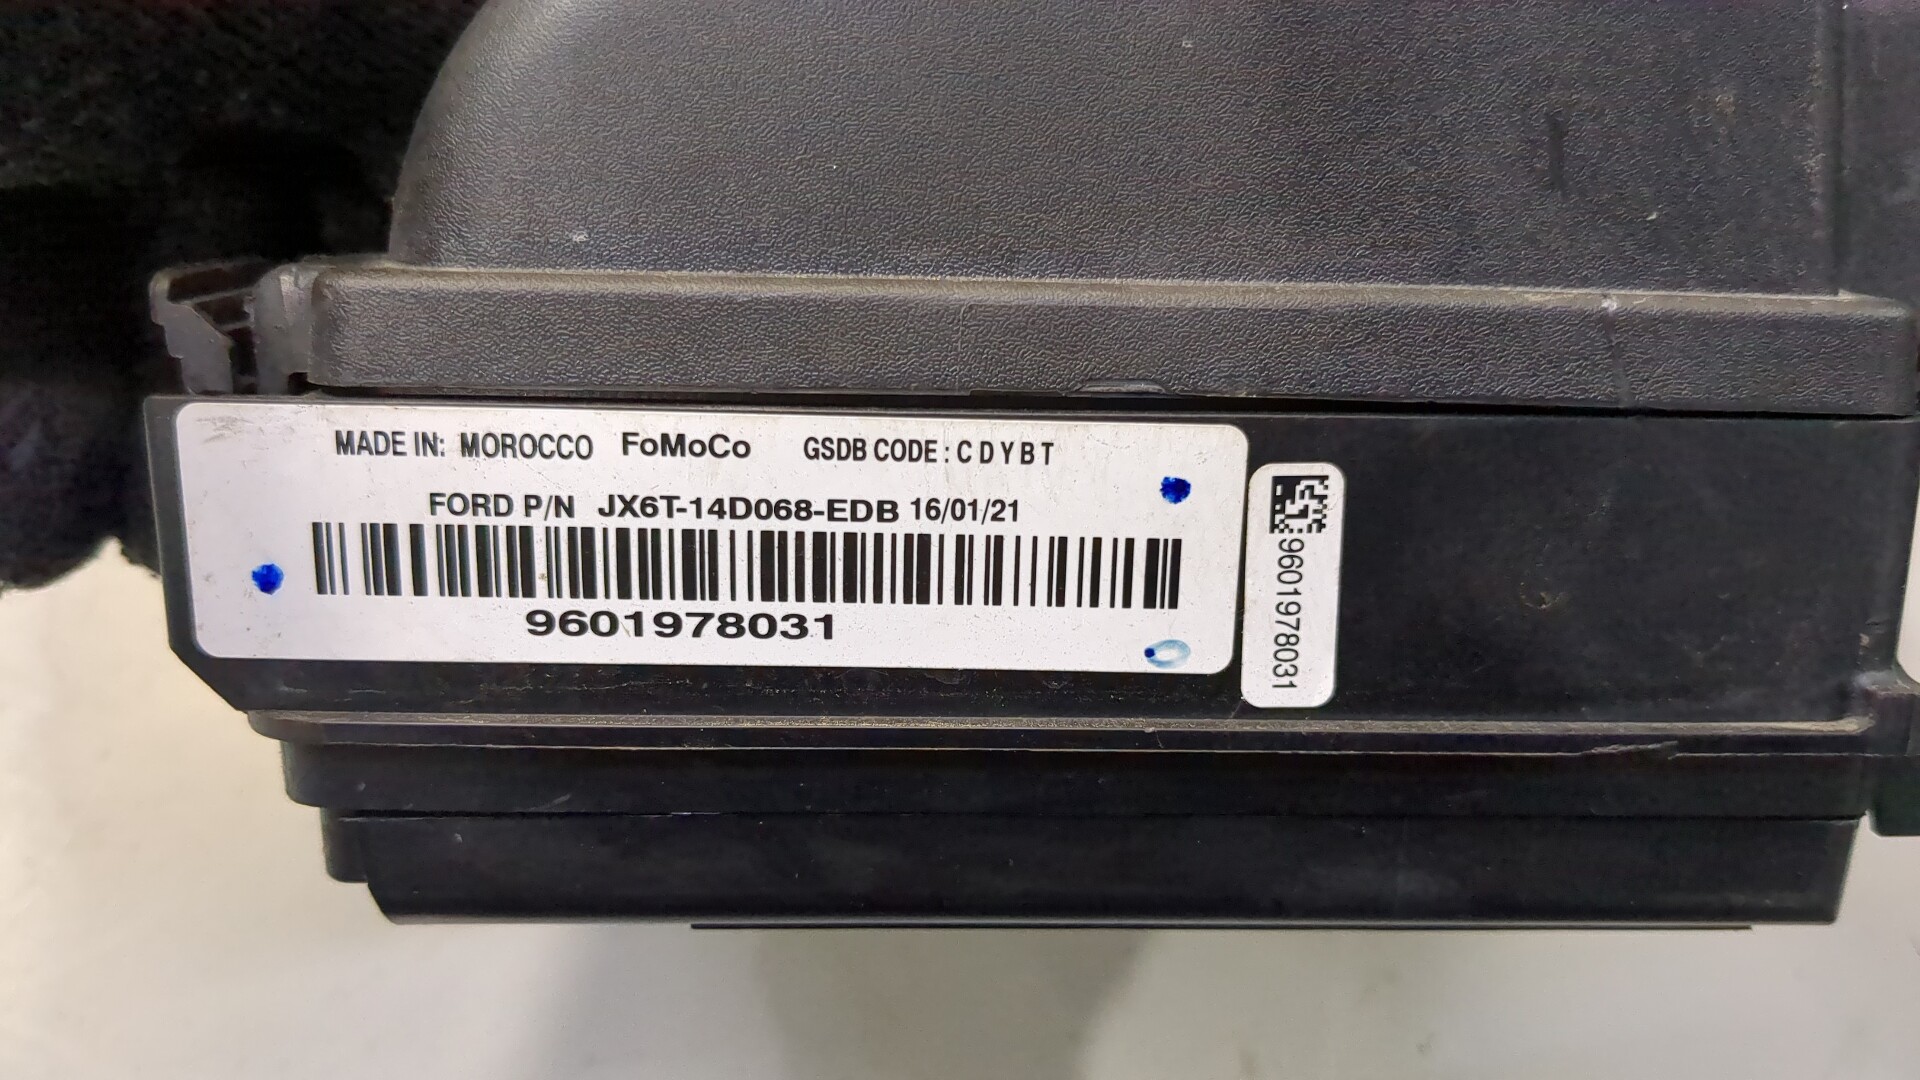 MADE IN: MOROCCO FoMoCo GSDB CODE: C D Y B T
FORD P/N JX6T-14D068-EDB 16/01/21
9601978031
9601978031